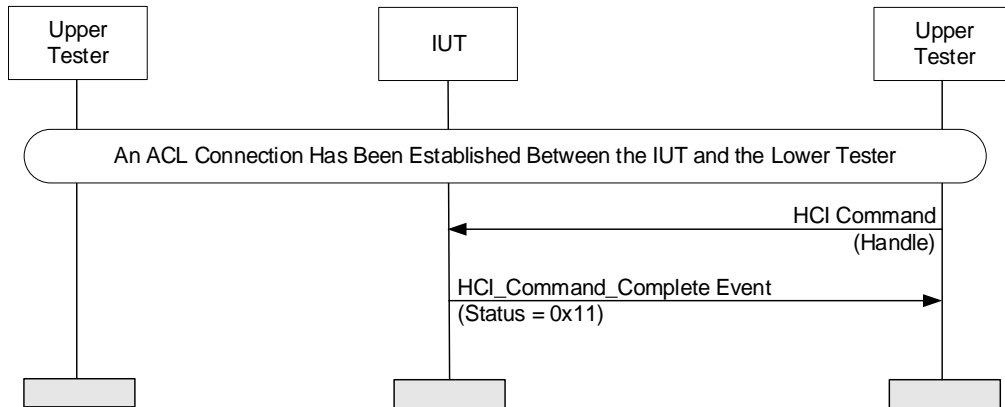 Upper
Tester
IUT
Upper
Tester
An ACL Connection Has Been Established Between the IUT and the Lower Tester
HCI Command
(Handle)
HCI_Command_Complete Event
(Status = 0x11)